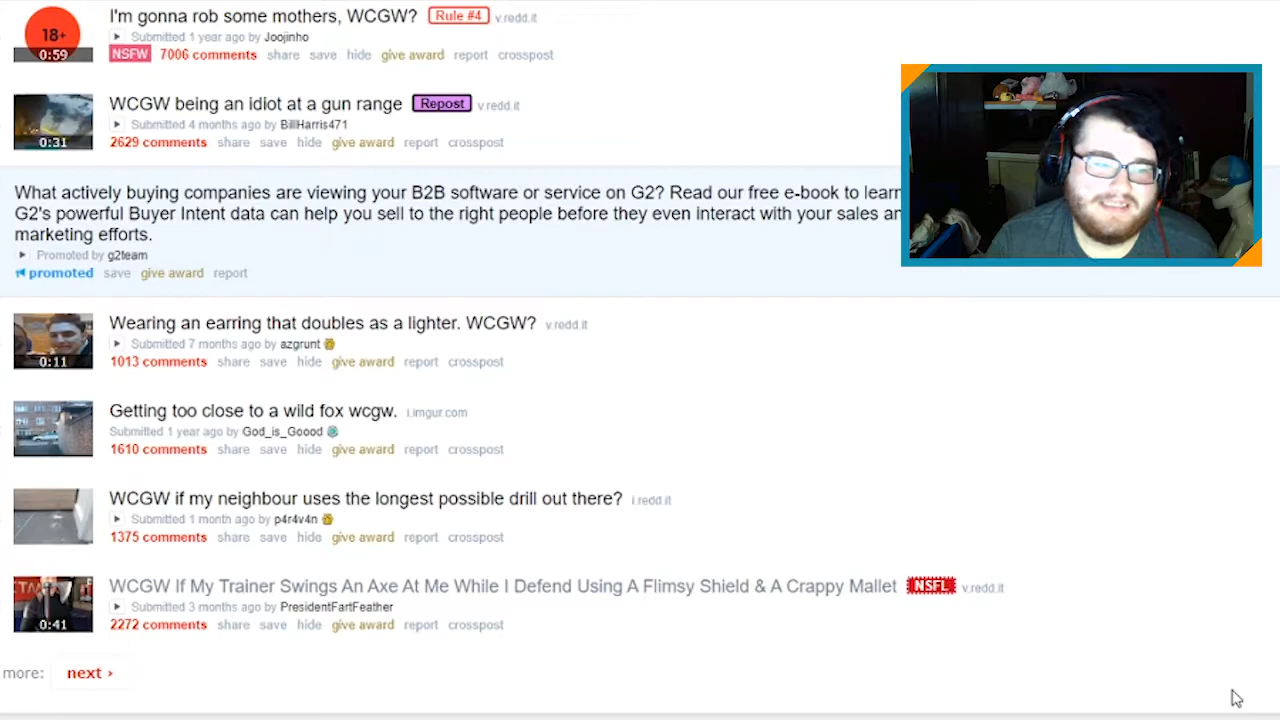 I'm gonna rob some mothers, WCGW? Rule #4 v.redd.it
18+
Submitted 1 year ago by Joojinho
0:59
NSFW 7006 comments share save hide give award report crosspost
WCGW being an idiot at a gun range Repost v.redd.it
Submitted 4 months ago by BillHarris471
0:31
2629 comments share save hide give award report crosspost
What actively buying companies are viewing your B2B software or service on G2? Read our free e-book to learn
G2's powerful Buyer Intent data can help you sell to the right people before they even interact with your sales
marketing efforts.
Promoted by g2team
promoted save give award report
Wearing an earring that doubles as a lighter. WCGW? v.redd.it
Submitted 7 months ago by azgrunt
0:11
1013 comments share save hide give award report crosspost
Getting too close to a wild fox wcgw. i.imgur.com
Submitted 1 year ago by God_is_Goood
1610 comments share save hide give award report crosspost
WCGW if my neighbour uses the longest possible drill out there? i.redd.it
Submitted 1 month ago by p4r4v4n
1375 comments share save hide give award report crosspost
WCGW If My Trainer Swings An Axe At Me While I Defend Using A Flimsy Shield & A Crappy Mallet NSFL v.redd.it
Submitted 3 months ago by PresidentFartFeather
0:41
2272 comments share save hide give award report crosspost
more: next ›